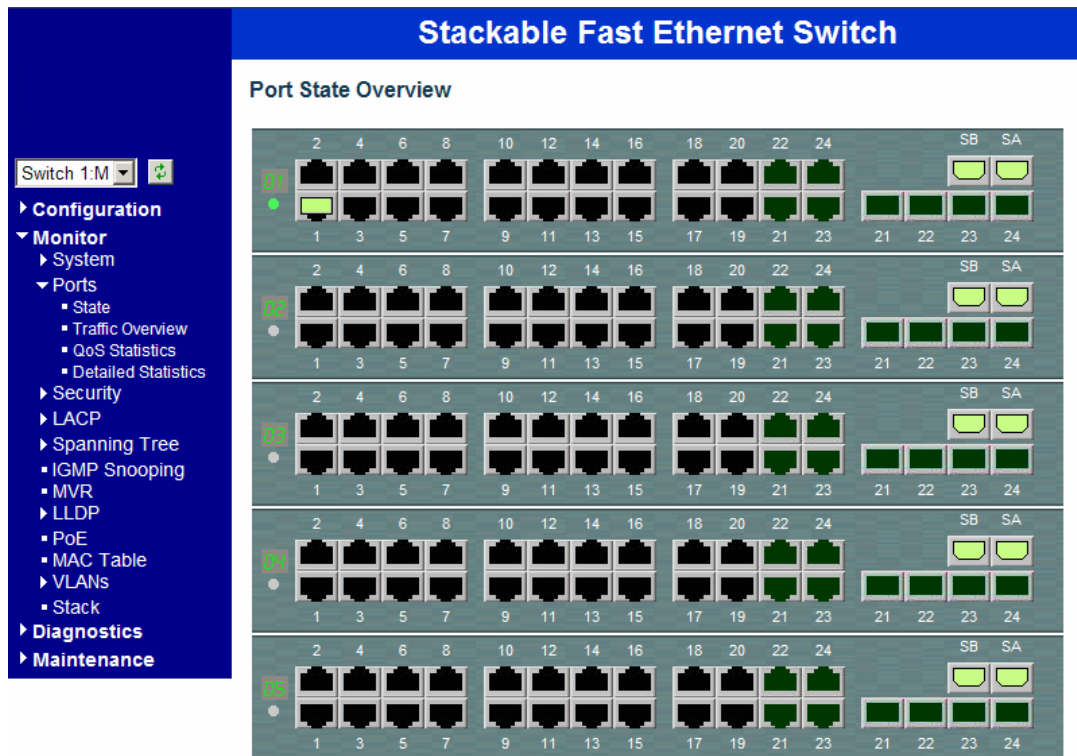 Stackable Fast Ethernet Switch
Port State Overview
Switch 1:M
Configuration
Monitor
System
Ports
State
Traffic Overview
QoS Statistics
Detailed Statistics
Security
LACP
Spanning Tree
IGMP Snooping
MVR
LLDP
PoE
MAC Table
VLANs
Stack
Diagnostics
Maintenance
2 4 6 8 10 12 14 16 18 20 22 24 SB SA
01
1 3 5 7 9 11 13 15 17 19 21 23 21 22 23 24
2 4 6 8 10 12 14 16 18 20 22 24 SB SA
02
1 3 5 7 9 11 13 15 17 19 21 23 21 22 23 24
2 4 6 8 10 12 14 16 18 20 22 24 SB SA
03
1 3 5 7 9 11 13 15 17 19 21 23 21 22 23 24
2 4 6 8 10 12 14 16 18 20 22 24 SB SA
04
1 3 5 7 9 11 13 15 17 19 21 23 21 22 23 24
2 4 6 8 10 12 14 16 18 20 22 24 SB SA
05
1 3 5 7 9 11 13 15 17 19 21 23 21 22 23 24